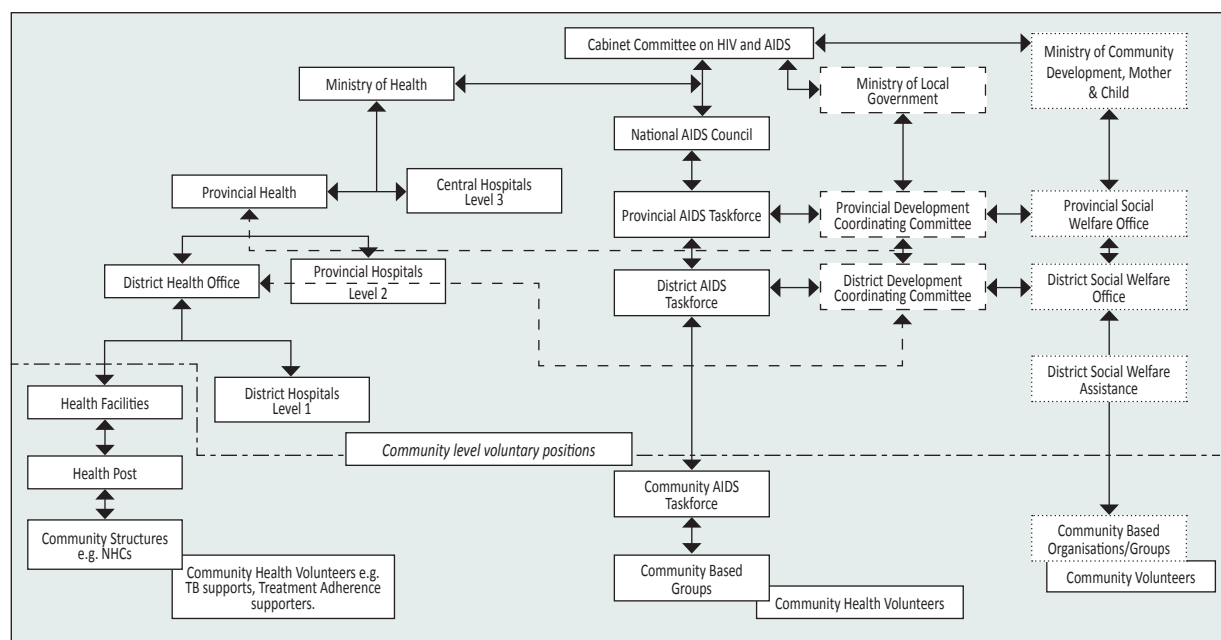 Cabinet Committee on HIV and AIDS
Ministry of Community
Development, Mother
& Child
Ministry of Health
Ministry of Local
Government
National AIDS Council
Provincial Health
Central Hospitals
Level 3
Provincial AIDS Taskforce
Provincial Development
Coordinating Committee
Provincial Social
Welfare Office
District Health Office
Provincial Hospitals
Level 2
District AIDS
Taskforce
District Development
Coordinating Committee
District Social Welfare
Office
Health Facilities
District Hospitals
Level 1
District Social Welfare
Assistance
Community level voluntary positions
Health Post
Community AIDS
Taskforce
Community Structures
e.g. NHCs
Community Health Volunteers e.g.
TB supports, Treatment Adherence
supporters.
Community Based
Groups
Community Health Volunteers
Community Based
Organisations/Groups
Community Volunteers